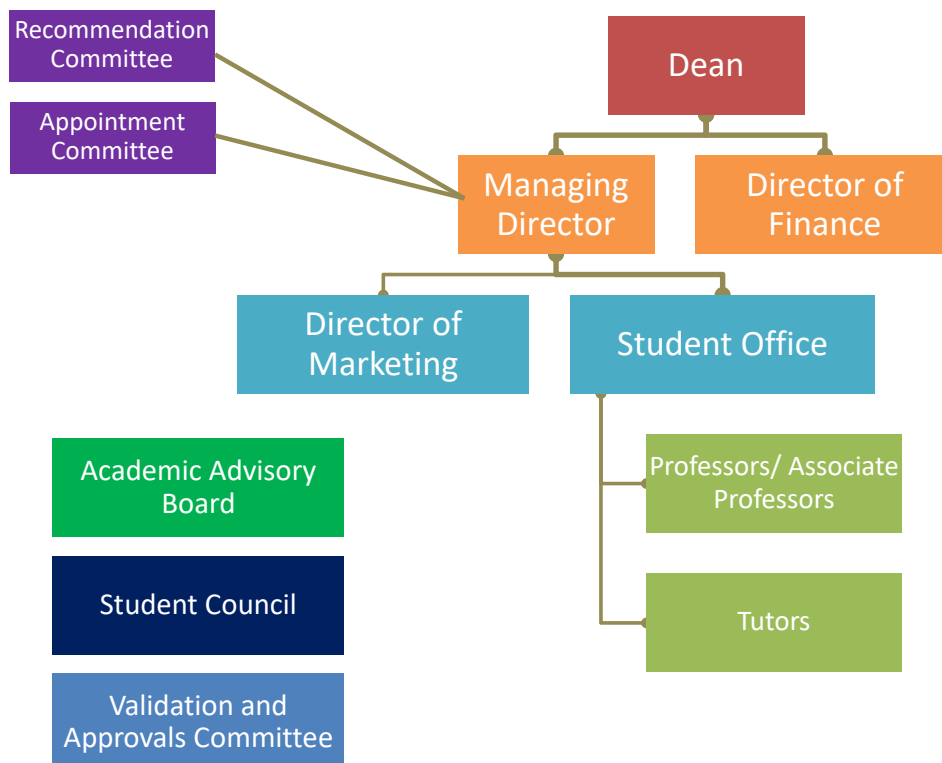 Recommendation
Committee
Dean
Appointment
Committee
Managing
Director
Director of
Finance
Director of
Marketing
Student Office
Academic Advisory
Board
Professors/ Associate
Professors
Student Council
Tutors
Validation and
Approvals Committee